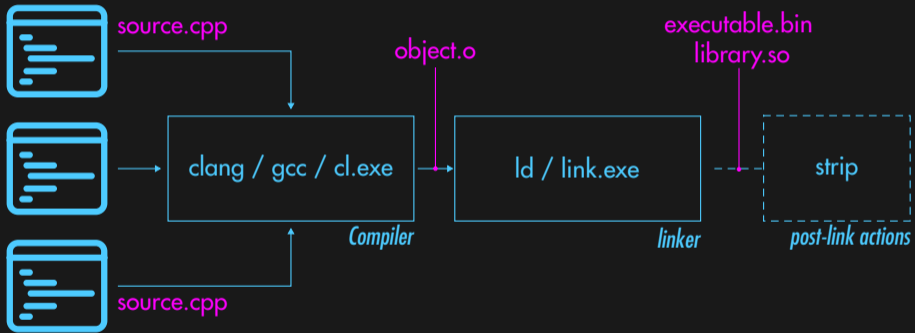 source.cpp
object.o
executable.bin
library.so
clang / gcc / cl.exe
Compiler
ld / link.exe
linker
strip
post-link actions
source.cpp